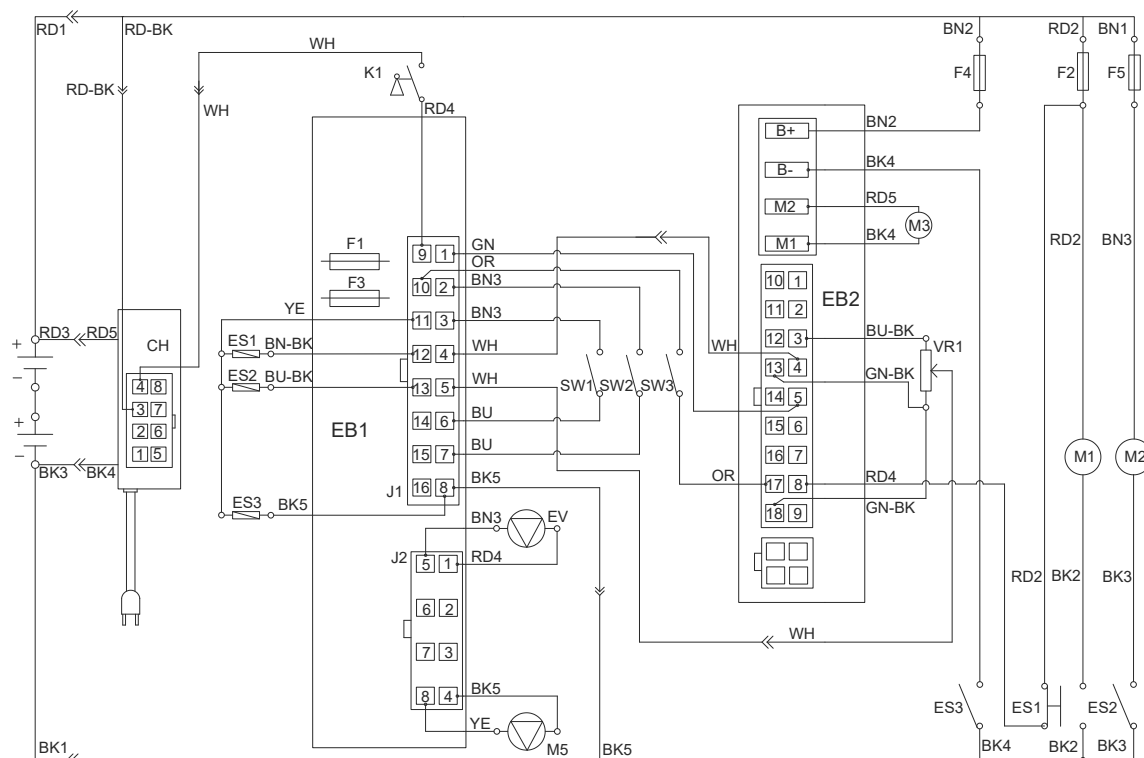 RD1
RD-BK
BN2
RD2
BN1
WH
K1
F4
F2
F5
RD-BK
WH
RD4
B+
BN2
B-
BK4
M2
RD5
M3
M1
BK4
RD2
BN3
F1
F3
9 1
GN
OR
10 2
BN3
10 1
EB2
11 2
YE
11 3
BN3
12 3
BU-BK
VR1
+
RD3
RD5
CH
ES1
BN-BK
12 4
WH
WH
13 4
GN-BK
-
4 8
ES2
BU-BK
13 5
WH
SW1
SW2
SW3
14 5
3 7
+
2 6
EB1
14 6
BU
15 6
-
1 5
15 7
BU
16 7
M1
M2
BK3
BK4
OR
17 8
RD4
J1
16 8
BK5
ES3
BK5
18 9
GN-BK
BN3
EV
J2
5 1
RD4
RD2
BK2
BK3
6 2
WH
7 3
8 4
BK5
ES3
ES1
ES2
YE
M5
BK1
BK5
BK4
BK2
BK3